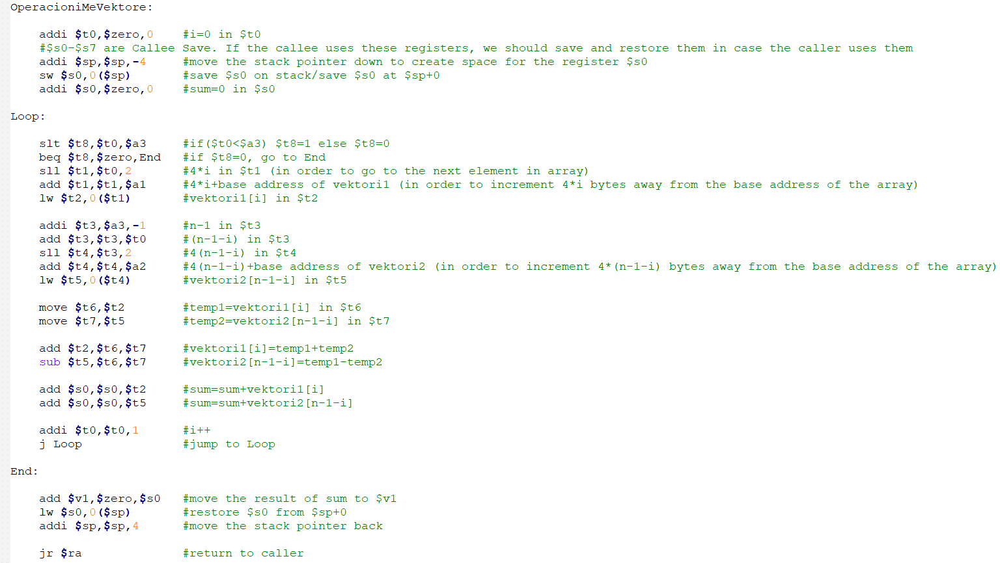 OperacioniMeVektore:
addi $t0,$zero,0 #i=0 in $t0
#$s0-$s7 are Callee Save. If the callee uses these registers, we should save and restore them in case the caller uses them
addi $sp,$sp,-4 #move the stack pointer down to create space for the register $s0
sw $s0,0($sp) #save $s0 on stack/save $s0 at $sp+0
addi $s0,$zero,0 #sum=0 in $s0
Loop:
slt $t8,$t0,$a3 #if($t0<$a3) $t8=1 else $t8=0
beq $t8,$zero,End #if $t8=0, go to End
sll $t1,$t0,2 #4*i in $t1 (in order to go to the next element in array)
add $t1,$t1,$a1 #4*i+base address of vektori1 (in order to increment 4*i bytes away from the base address of the array)
lw $t2,0($t1) #vektori1[i] in $t2
addi $t3,$a3,-1 #n-1 in $t3
add $t3,$t3,$t0 #(n-1-i) in $t3
sll $t4,$t3,2 #4(n-1-i) in $t4
add $t4,$t4,$a2 #4(n-1-i)+base address of vektori2 (in order to increment 4*(n-1-i) bytes away from the base address of the array)
lw $t5,0($t4) #vektori2[n-1-i] in $t5
move $t6,$t2 #temp1=vektori1[i] in $t6
move $t7,$t5 #temp2=vektori2[n-1-i] in $t7
add $t2,$t6,$t7 #vektori1[i]=temp1+temp2
sub $t5,$t6,$t7 #vektori2[n-1-i]=temp1-temp2
add $s0,$s0,$t2 #sum=sum+vektori1[i]
add $s0,$s0,$t5 #sum=sum+vektori2[n-1-i]
addi $t0,$t0,1 #i++
j Loop #jump to Loop
End:
add $v1,$zero,$s0 #move the result of sum to $v1
lw $s0,0($sp) #restore $s0 from $sp+0
addi $sp,$sp,4 #move the stack pointer back
jr $ra #return to caller